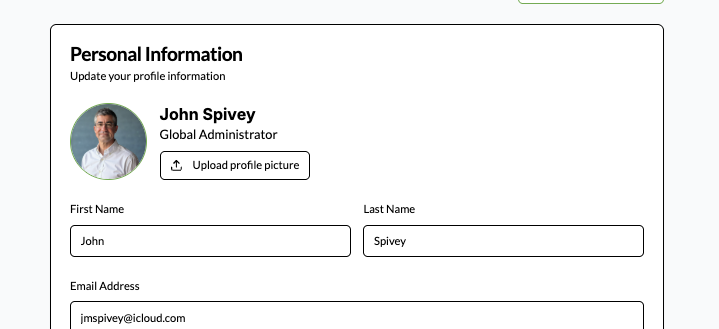 Personal Information
Update your profile information
John Spivey
Global Administrator
Upload profile picture
First Name
Last Name
John
Spivey
Email Address
jmspivey@icloud.com